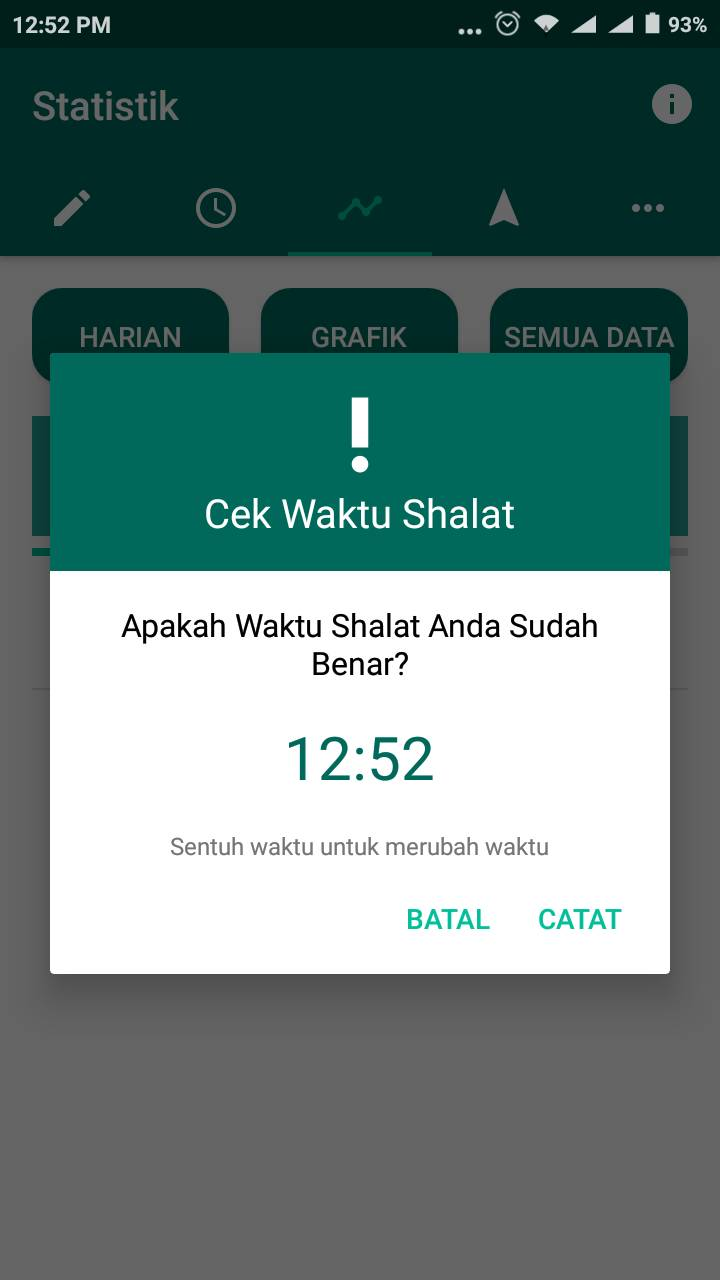 12:52 PM
93%
Statistik
HARIAN
GRAFIK
SEMUA DATA
Cek Waktu Shalat
Apakah Waktu Shalat Anda Sudah
Benar?
12:52
Sentuh waktu untuk merubah waktu
BATAL
CATAT